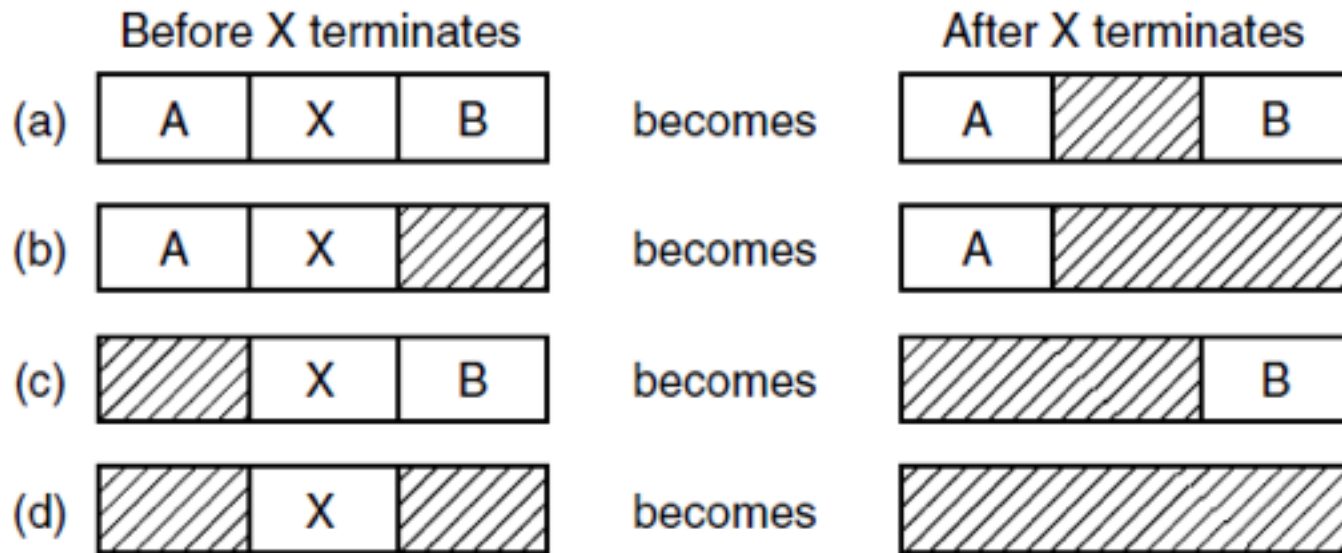 Before X terminates After X terminates
(a) A X B becomes A B
(b) A X becomes A
(c) X B becomes B
(d) X becomes